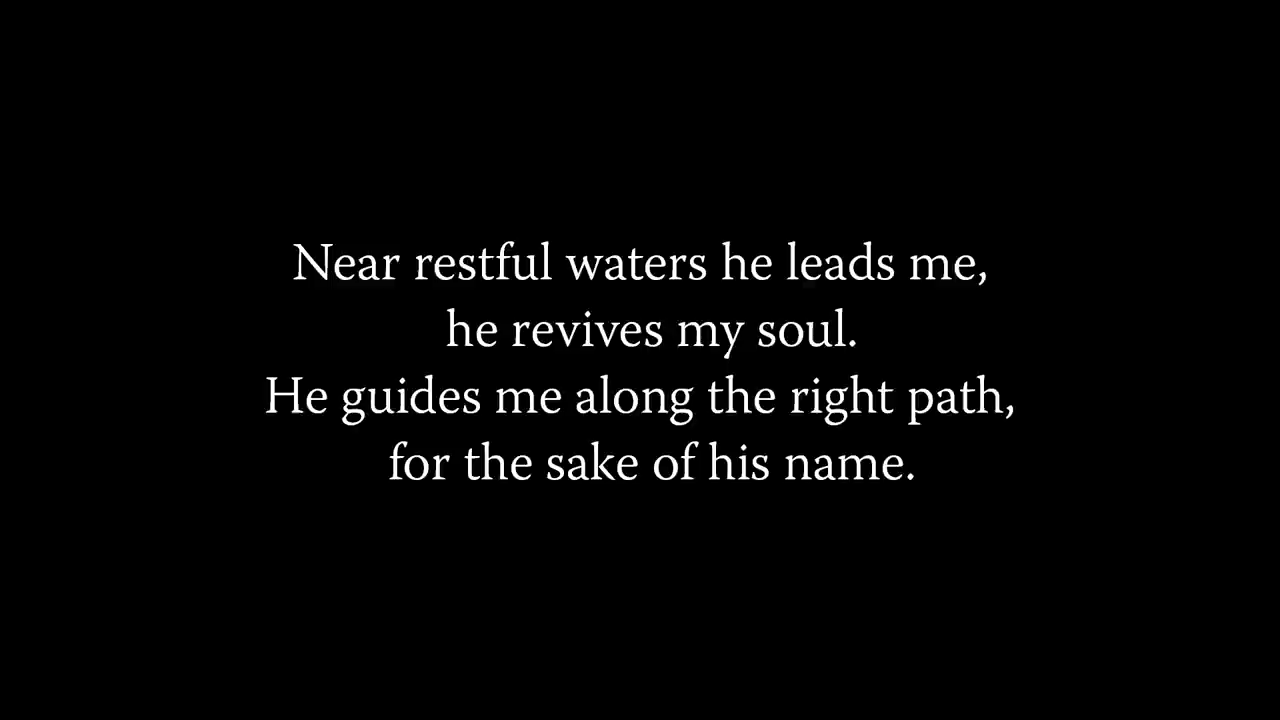 Near restful waters he leads me,
he revives my soul.
He guides me along the right path,
for the sake of his name.